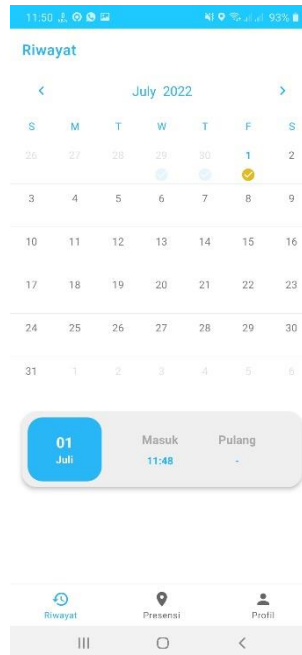 11:50 93%
Riwayat
July 2022
S M T W T F S
26 27 28 29 30 1 2
3 4 5 6 7 8 9
10 11 12 13 14 15 16
17 18 19 20 21 22 23
24 25 26 27 28 29 30
31 1 2 3 4 5 6
01 Masuk Pulang
Juli 11:48 -
Riwayat Presensi Profil